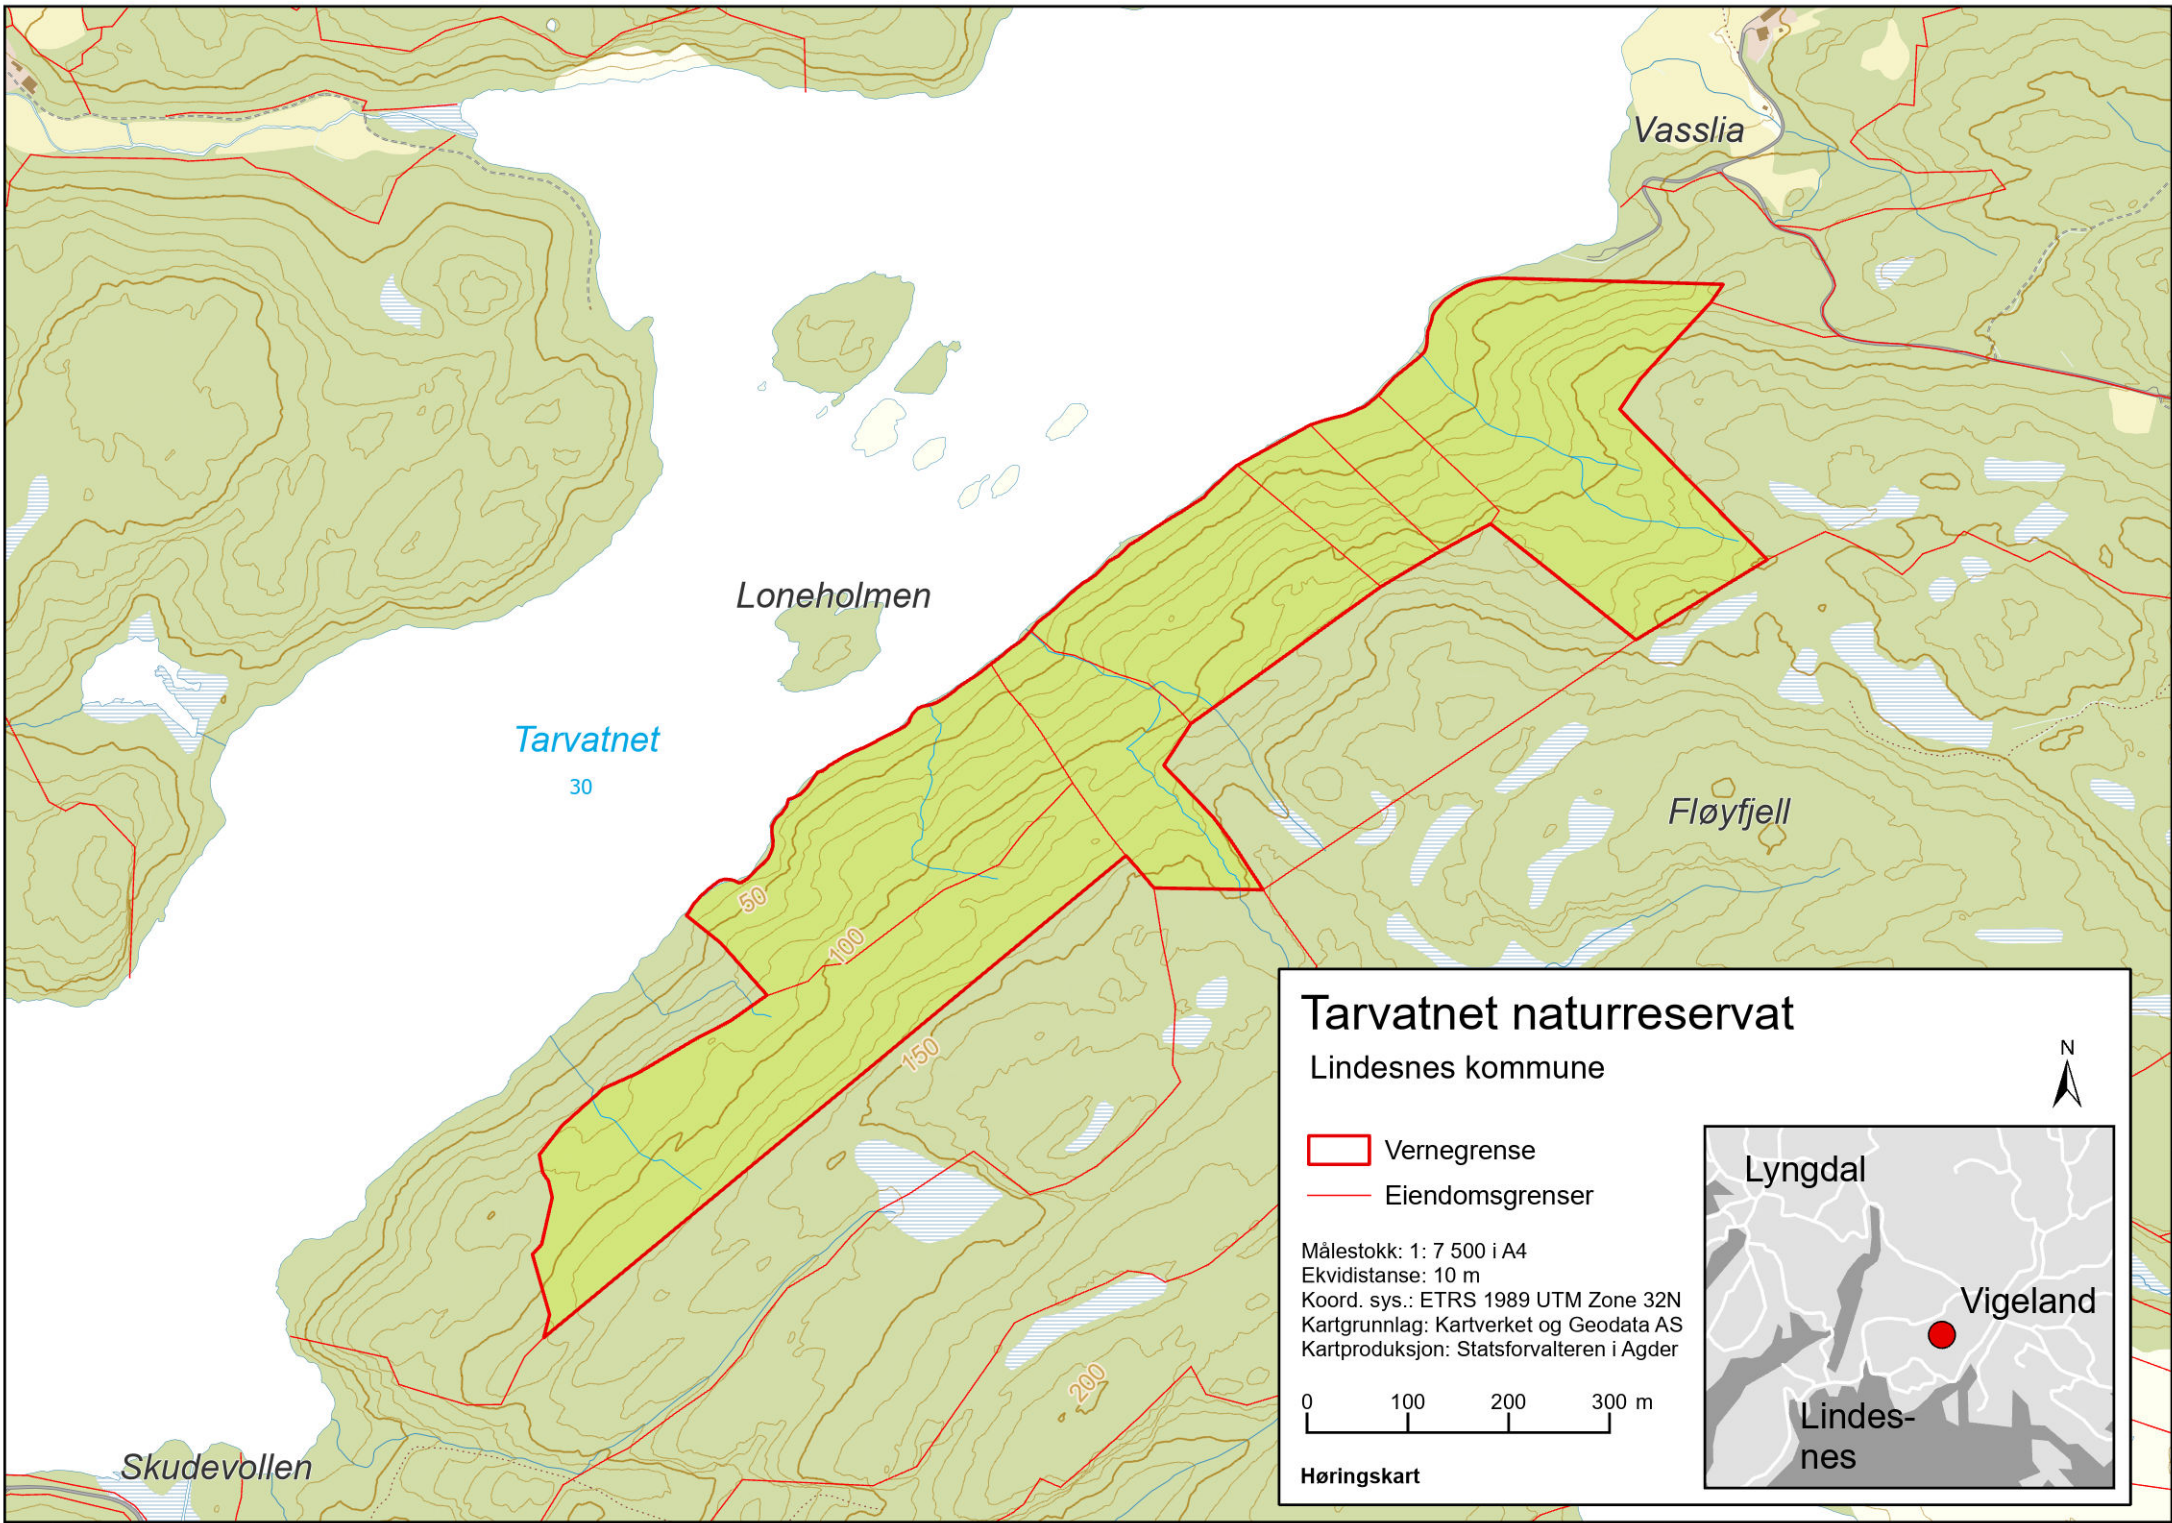 Vasslia
Loneholmen
Tarvatnet
30
Fløyfjell
50
100
150
200
Skudevollen
Tarvatnet naturreservat
Lindesnes kommune
N
Vernegrense
Eiendomsgrenser
Målestokk: 1: 7 500 i A4
Ekvidistanse: 10 m
Koord. sys.: ETRS 1989 UTM Zone 32N
Kartgrunnlag: Kartverket og Geodata AS
Kartproduksjon: Statsforvalteren i Agder
0 100 200 300 m
Høringskart
Lyngdal
Vigeland
Lindes-
nes